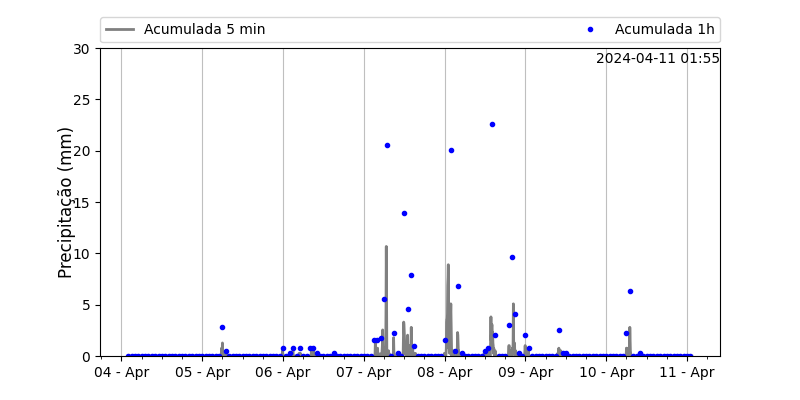 Acumulada 5 min
Acumulada 1h
2024-04-11 01:55
Precipitação (mm)
30
25
20
15
10
5
0
04 - Apr
05 - Apr
06 - Apr
07 - Apr
08 - Apr
09 - Apr
10 - Apr
11 - Apr